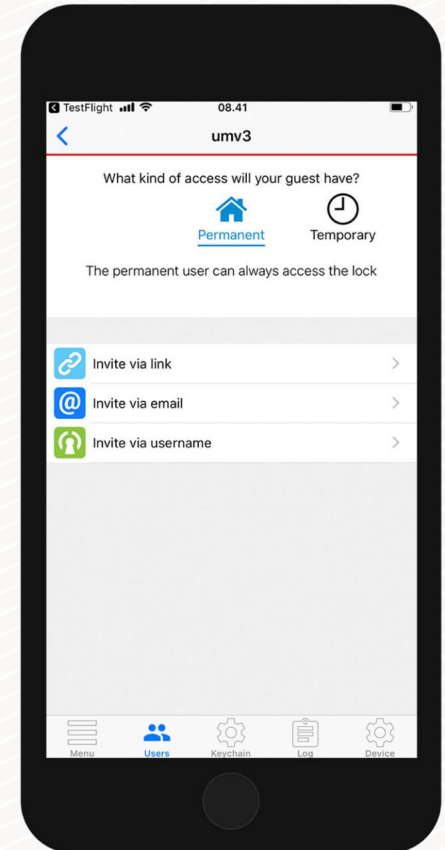 TestFlight 08.41
umv3
What kind of access will your guest have?
Permanent Temporary
The permanent user can always access the lock
Invite via link
@ Invite via email
Invite via username
Menu Users Keychain Log Device